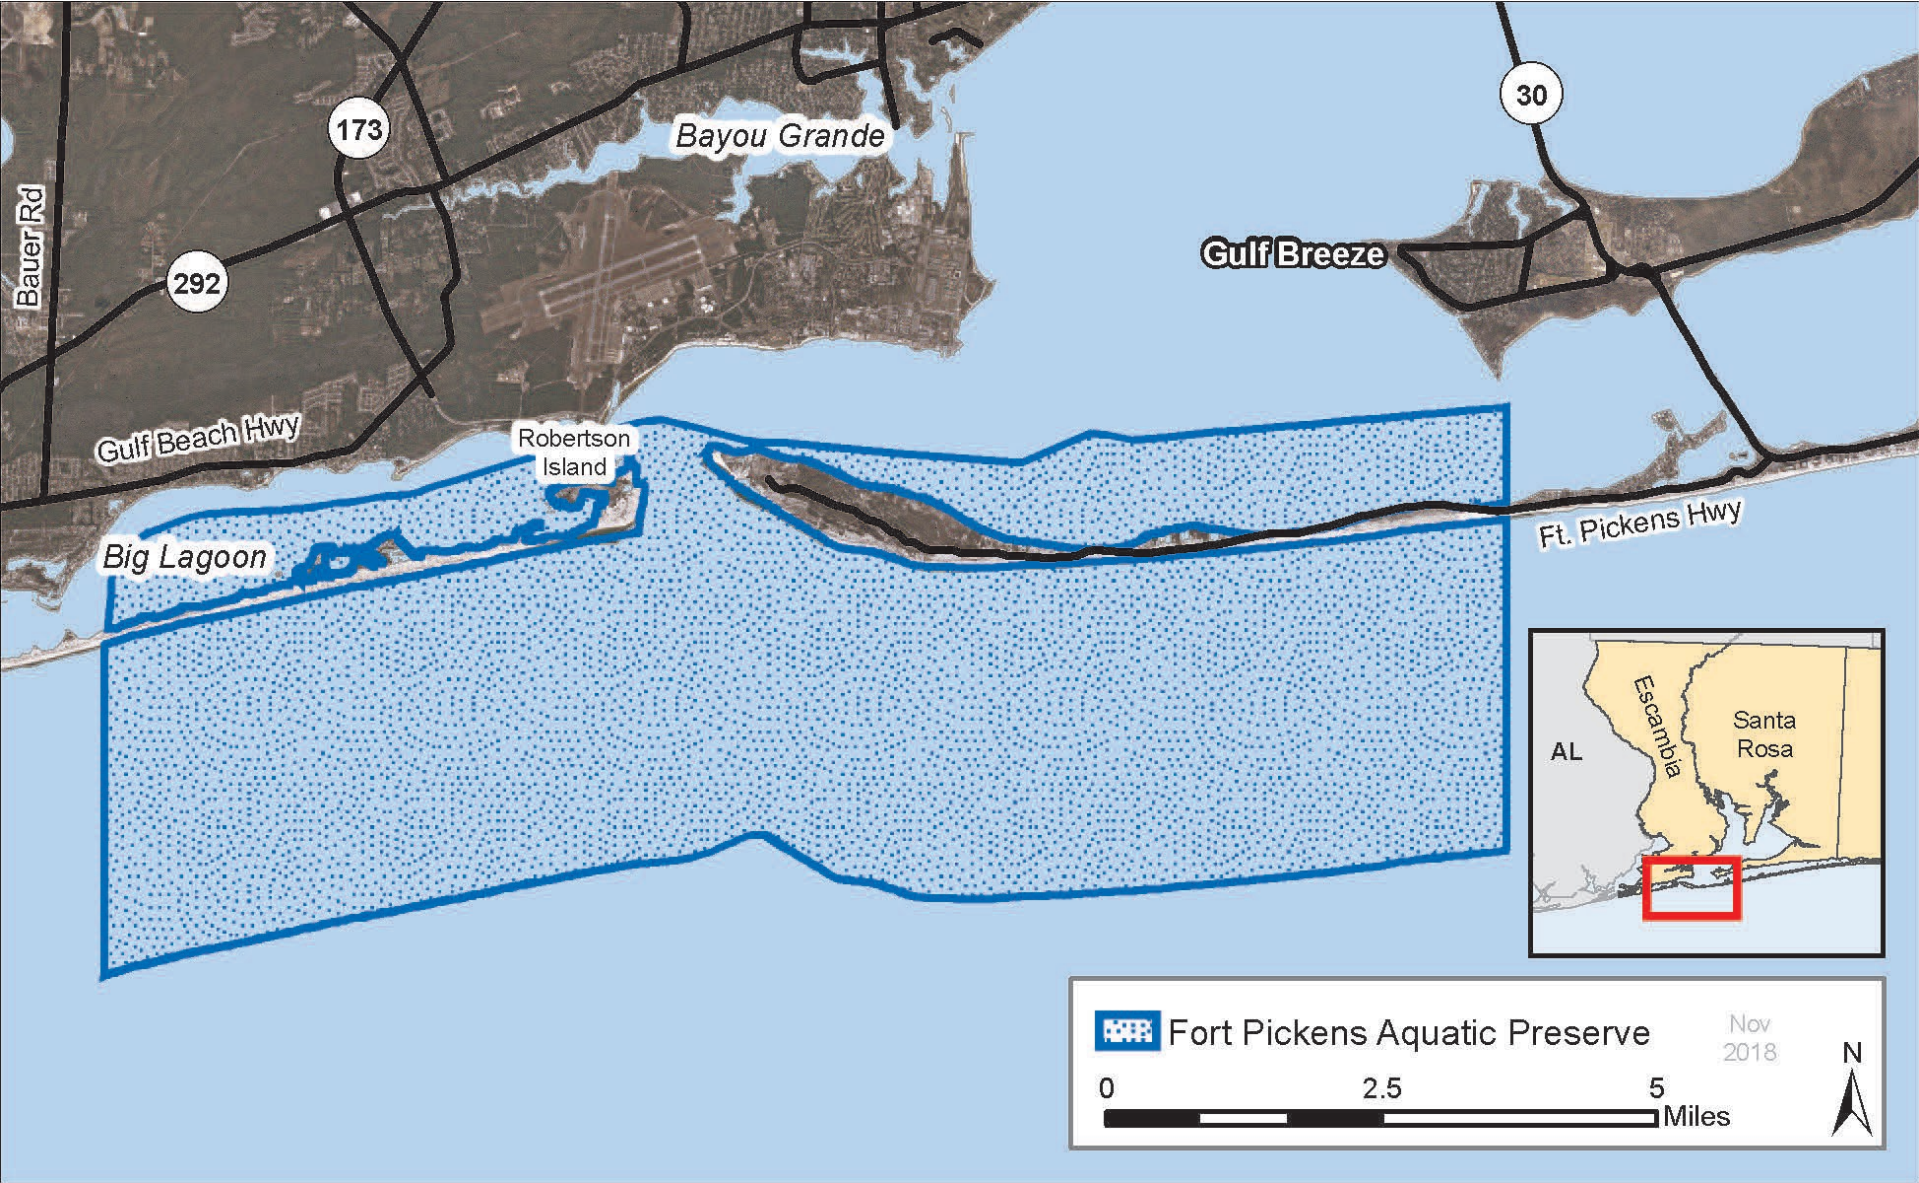 Bayou Grande
173
30
Bauer Rd
292
Gulf Breeze
Gulf Beach Hwy
Robertson
Island
Big Lagoon
Ft. Pickens Hwy
AL
Escambia
Santa
Rosa
Fort Pickens Aquatic Preserve
Nov
2018
N
0 2.5 5
Miles